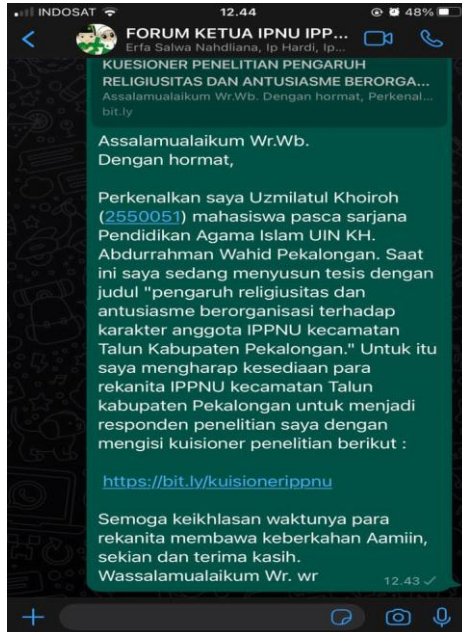 INDOSAT 12.44 48%
FORUM KETUA IPNU IPP...
Erfa Salwa Nahdliana, Ip Hardi, Ip...
KUESIONER PENELITIAN PENGARUH
RELIGIUSITAS DAN ANTUSIASME BERORGA...
Assalamualaikum Wr.Wb. Dengan hormat, Perkenal...
bit.ly
Assalamualaikum Wr.Wb.
Dengan hormat,
Perkenalkan saya Uzmilatul Khoiroh
(2550051) mahasiswa pasca sarjana
Pendidikan Agama Islam UIN KH.
Abdurrahman Wahid Pekalongan. Saat
ini saya sedang menyusun tesis dengan
judul "pengaruh religiusitas dan
antusiasme berorganisasi terhadap
karakter anggota IPPNU kecamatan
Talun Kabupaten Pekalongan." Untuk itu
saya mengharap kesediaan para
rekanita IPPNU kecamatan Talun
kabupaten Pekalongan untuk menjadi
responden penelitian saya dengan
mengisi kuisioner penelitian berikut :
https://bit.ly/kuisionerippnu
Semoga keikhlasan waktunya para
rekanita membawa keberkahan Aamiin,
sekian dan terima kasih.
Wassalamualaikum Wr. wr
12.43